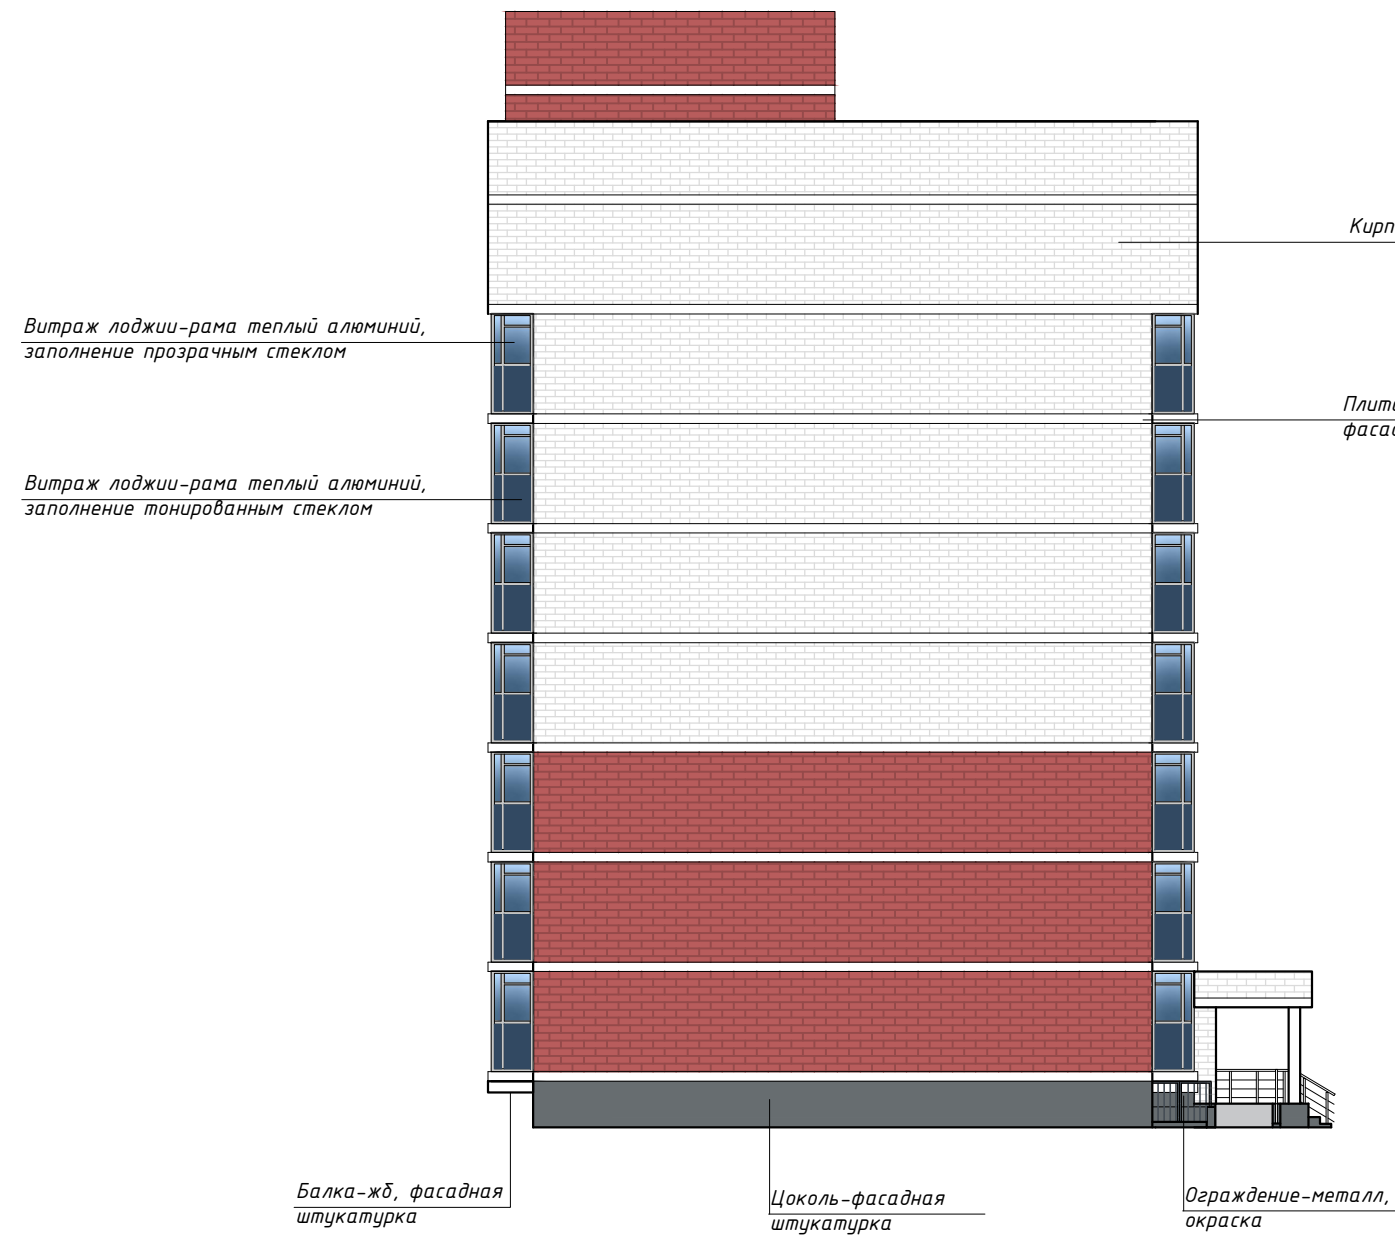 Витраж лоджии-рама теплый алюминий,
заполнение прозрачным стеклом
Витраж лоджии-рама теплый алюминий,
заполнение тонированным стеклом
Балка-жб, фасадная
штукатурка
Цоколь-фасадная
штукатурка
Ограждение-металл,
окраска